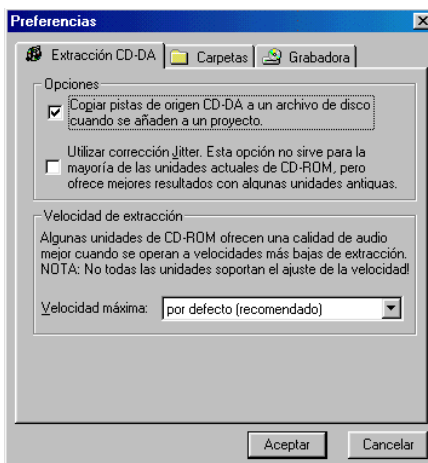 Preferencias
Extracción CD-DA
Carpetas
Grabadora
Opciones
Copiar pistas de origen CD-DA a un archivo de disco
cuando se añaden a un proyecto.
Utilizar corrección Jitter. Esta opción no sirve para la
mayoría de las unidades actuales de CD-ROM, pero
ofrece mejores resultados con algunas unidades antiguas.
Velocidad de extracción
Algunas unidades de CD-ROM ofrecen una calidad de audio
mejor cuando se operan a velocidades más bajas de extracción.
NOTA: No todas las unidades soportan el ajuste de la velocidad!
Velocidad máxima:
por defecto (recomendado)
Aceptar
Cancelar